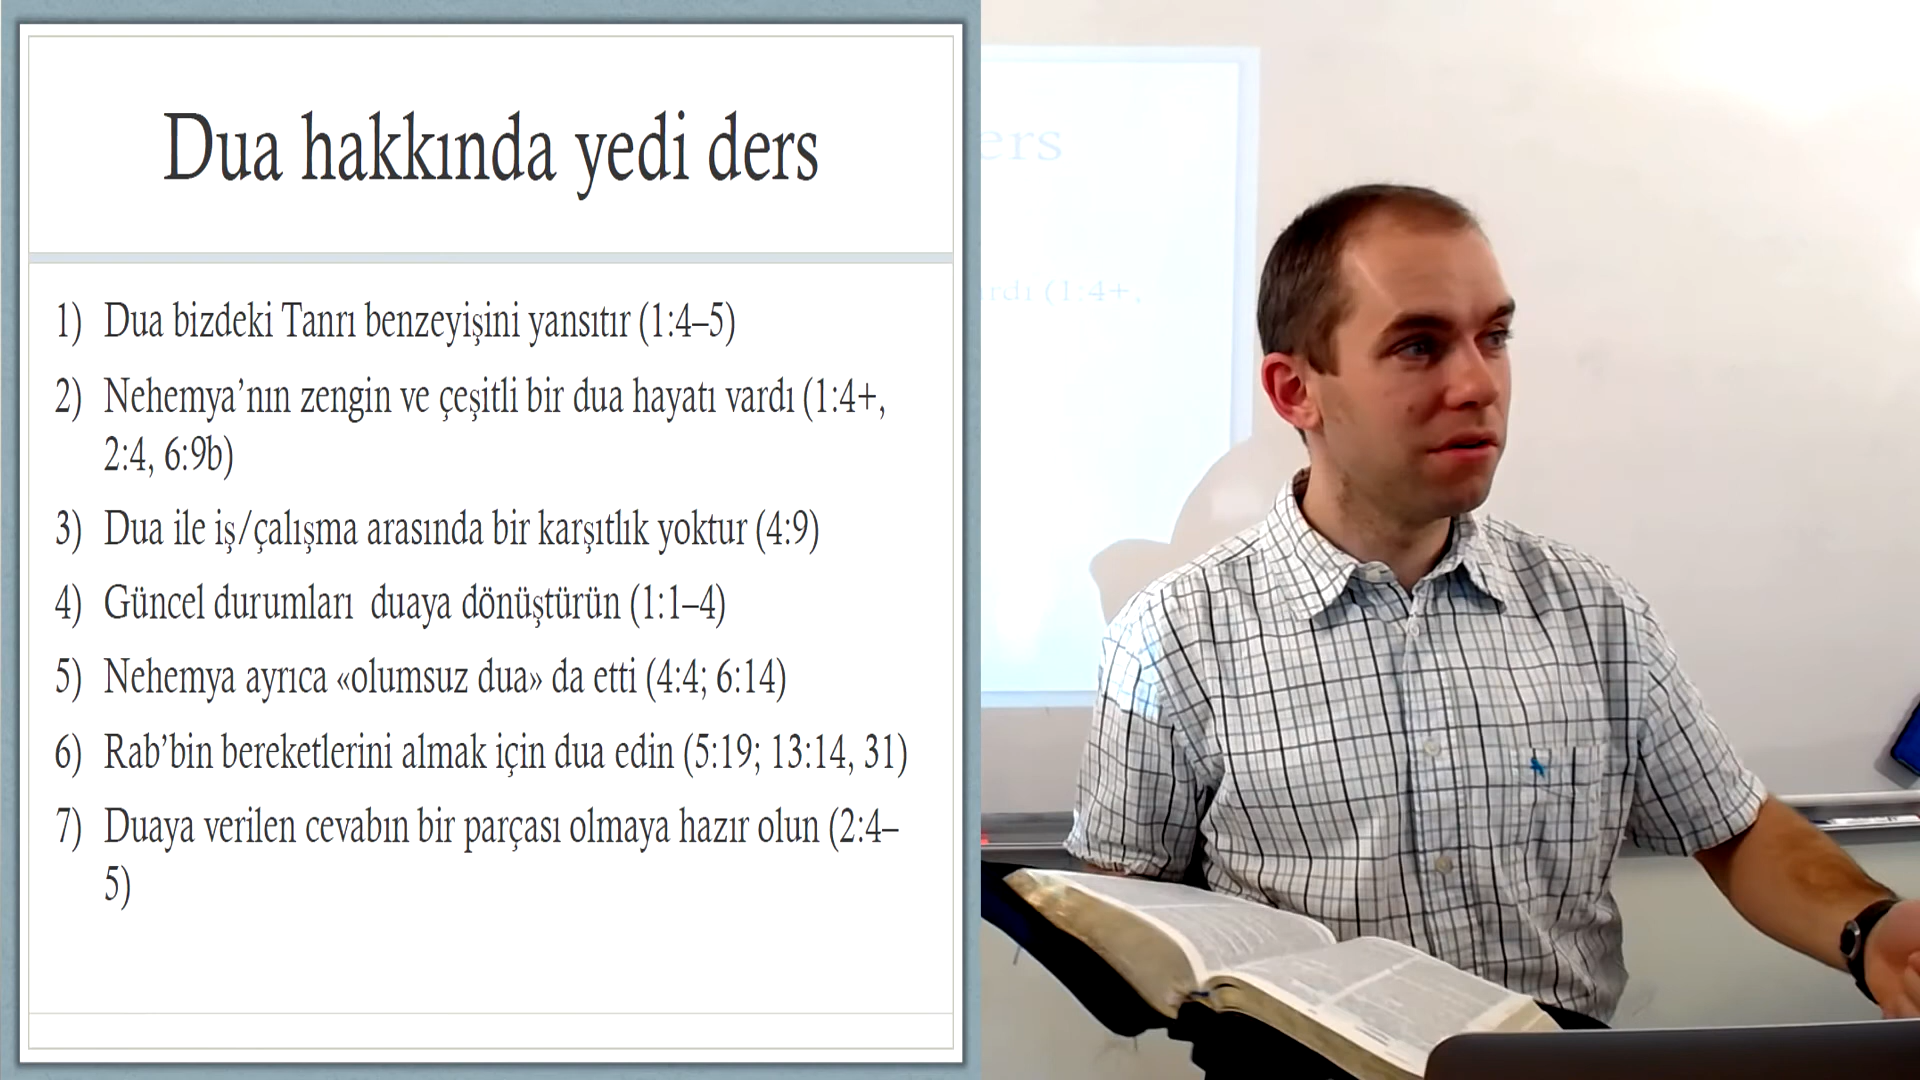 Dua hakkında yedi ders
1) Dua bizdeki Tanrı benzeyişini yansıtır (1:4–5)
2) Nehemya’nın zengin ve çeşitli bir dua hayatı vardı (1:4+,
2:4, 6:9b)
3) Dua ile iş/çalışma arasında bir karşıtlık yoktur (4:9)
4) Güncel durumları  duaya dönüştürün (1:1–4)
5) Nehemya ayrıca «olumsuz dua» da etti (4:4; 6:14)
6) Rab’bin bereketlerini almak için dua edin (5:19; 13:14, 31)
7) Duaya verilen cevabın bir parçası olmaya hazır olun (2:4–
5)
ers
rdı (1:4+,